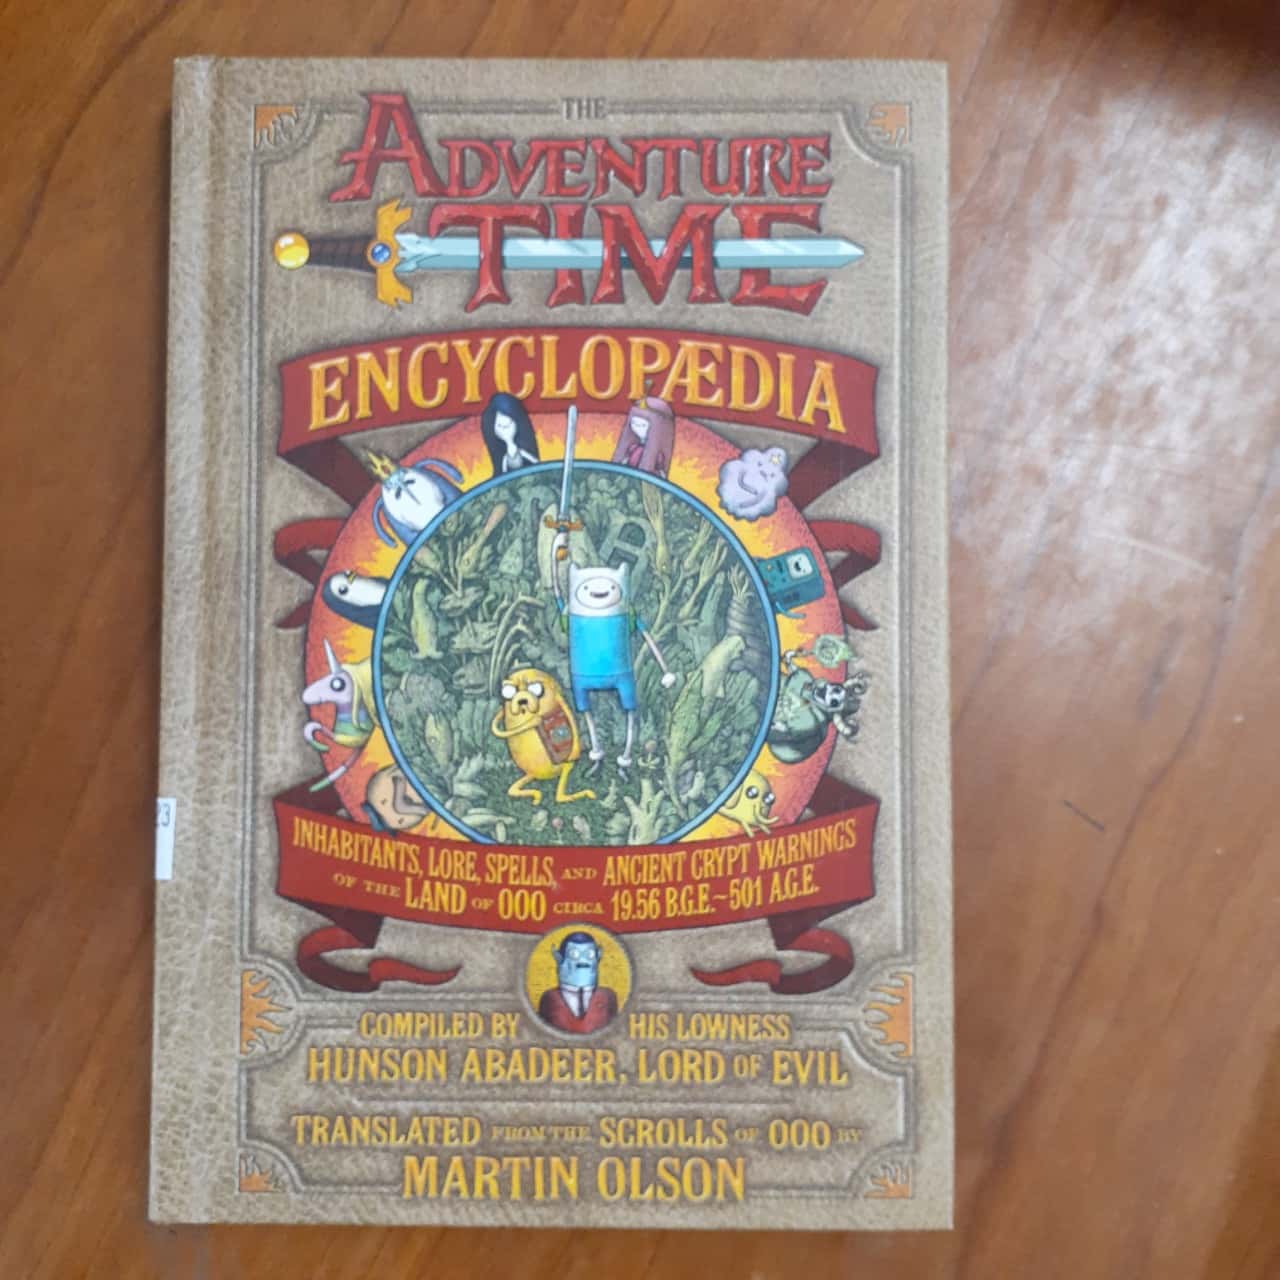 THE
ADVENTURE
TIME
ENCYCLOPÆDIA
INHABITANTS, LORE, SPELLS, AND ANCIENT CRYPT WARNINGS
OF THE LAND OF OOO CIRCA 19.56 B.G.E.~501 A.G.E.
COMPILED BY HIS LOWNESS
HUNSON ABADEER, LORD OF EVIL
TRANSLATED FROM THE SCROLLS OF OOO BY
MARTIN OLSON